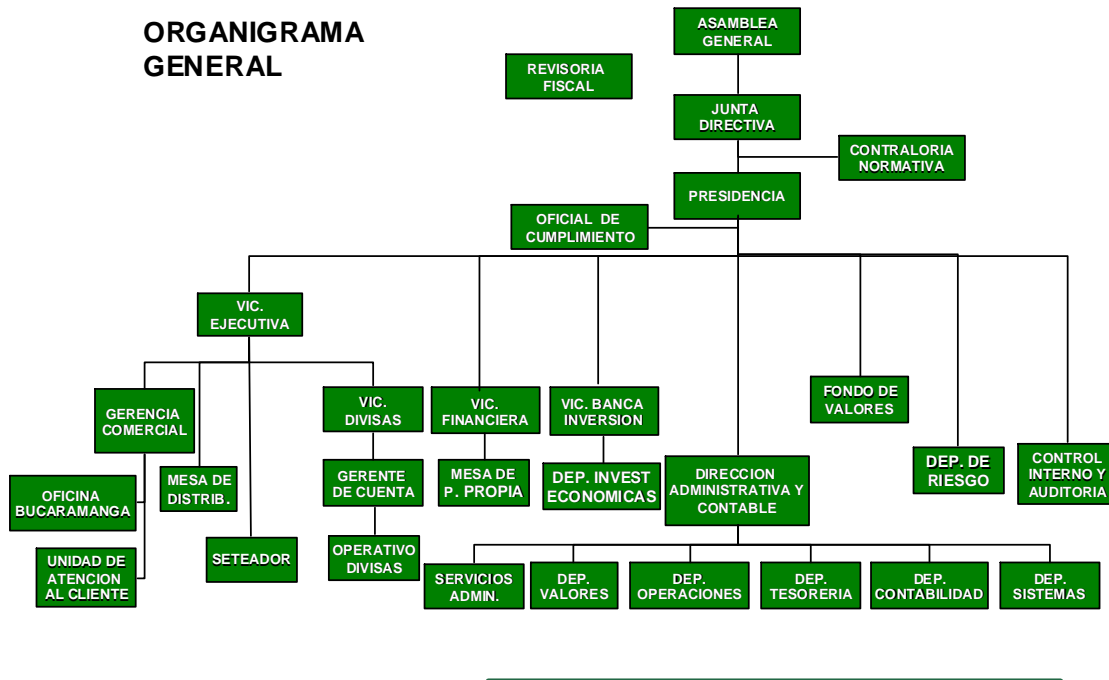 ORGANIGRAMA
GENERAL
ASAMBLEA
GENERAL
REVISORIA
FISCAL
JUNTA
DIRECTIVA
CONTRALORIA
NORMATIVA
PRESIDENCIA
OFICIAL DE
CUMPLIMIENTO
VIC.
EJECUTIVA
GERENCIA
COMERCIAL
VIC.
DIVISAS
VIC.
FINANCIERA
VIC. BANCA
INVERSION
FONDO DE
VALORES
OFICINA
BUCARAMANGA
MESA DE
DISTRIB.
GERENTE
DE CUENTA
MESA DE
P. PROPIA
DEP. INVEST
ECONOMICAS
DIRECCION
ADMINISTRATIVA Y
CONTABLE
DEP. DE
RIESGO
CONTROL
INTERNO Y
AUDITORIA
UNIDAD DE
ATENCION
AL CLIENTE
SETEADOR
OPERATIVO
DIVISAS
SERVICIOS
ADMIN.
DEP.
VALORES
DEP.
OPERACIONES
DEP.
TESORERIA
DEP.
CONTABILIDAD
DEP.
SISTEMAS